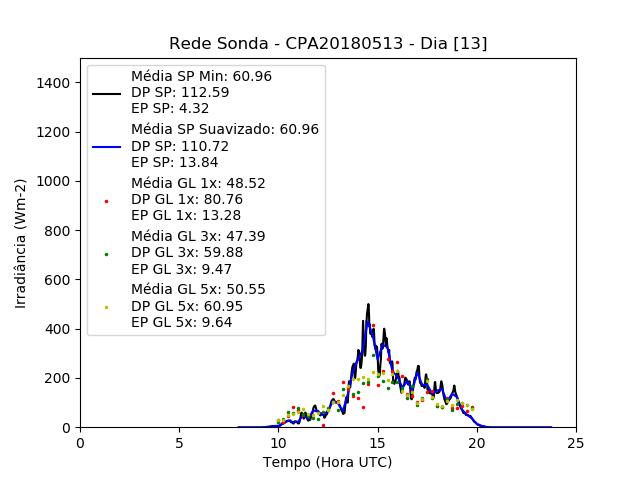 Rede Sonda - CPA20180513 - Dia [13]
Irradiância (Wm-2)
1400
1200
1000
800
600
400
200
0
Média SP Min: 60.96
DP SP: 112.59
EP SP: 4.32
Média SP Suavizado: 60.96
DP SP: 110.72
EP SP: 13.84
Média GL 1x: 48.52
DP GL 1x: 80.76
EP GL 1x: 13.28
Média GL 3x: 47.39
DP GL 3x: 59.88
EP GL 3x: 9.47
Média GL 5x: 50.55
DP GL 5x: 60.95
EP GL 5x: 9.64
0 5 10 15 20 25
Tempo (Hora UTC)